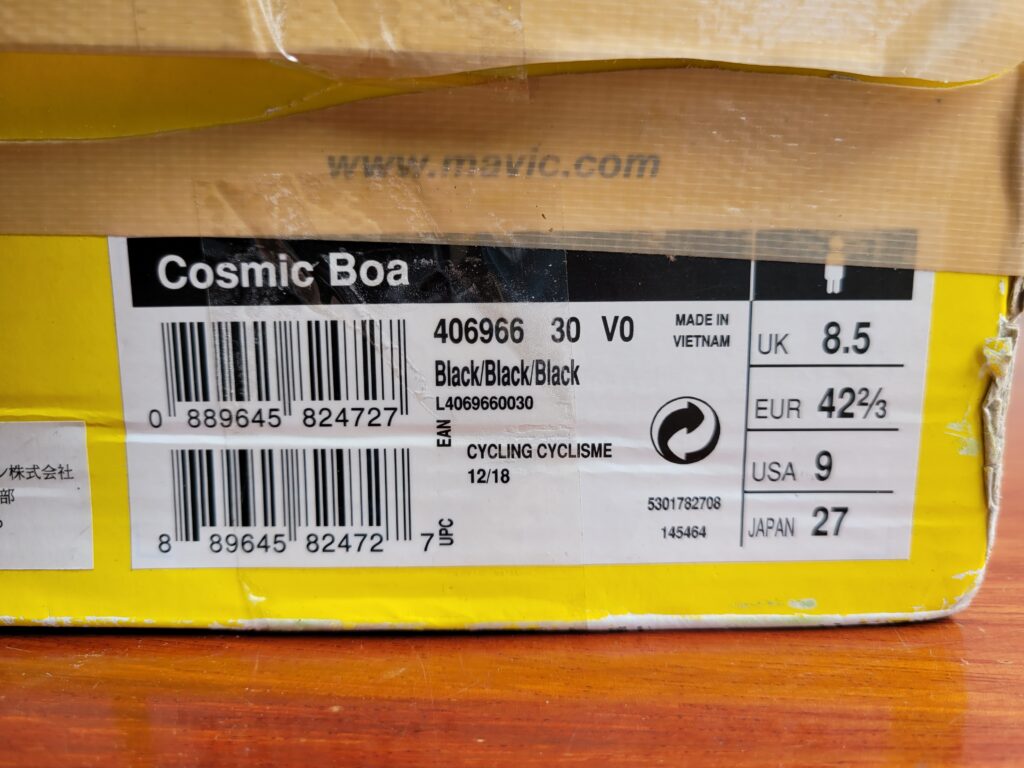 www.mavic.com
Cosmic Boa
406966 30 V0
MADE IN
VIETNAM
Black/Black/Black
L4069660030
0 889645 824727
EAN
CYCLING CYCLISME
12/18
8 89645 82472 7
UPC
5301782708
145464
UK 8.5
EUR 42⅔
USA 9
JAPAN 27
株式会社
部